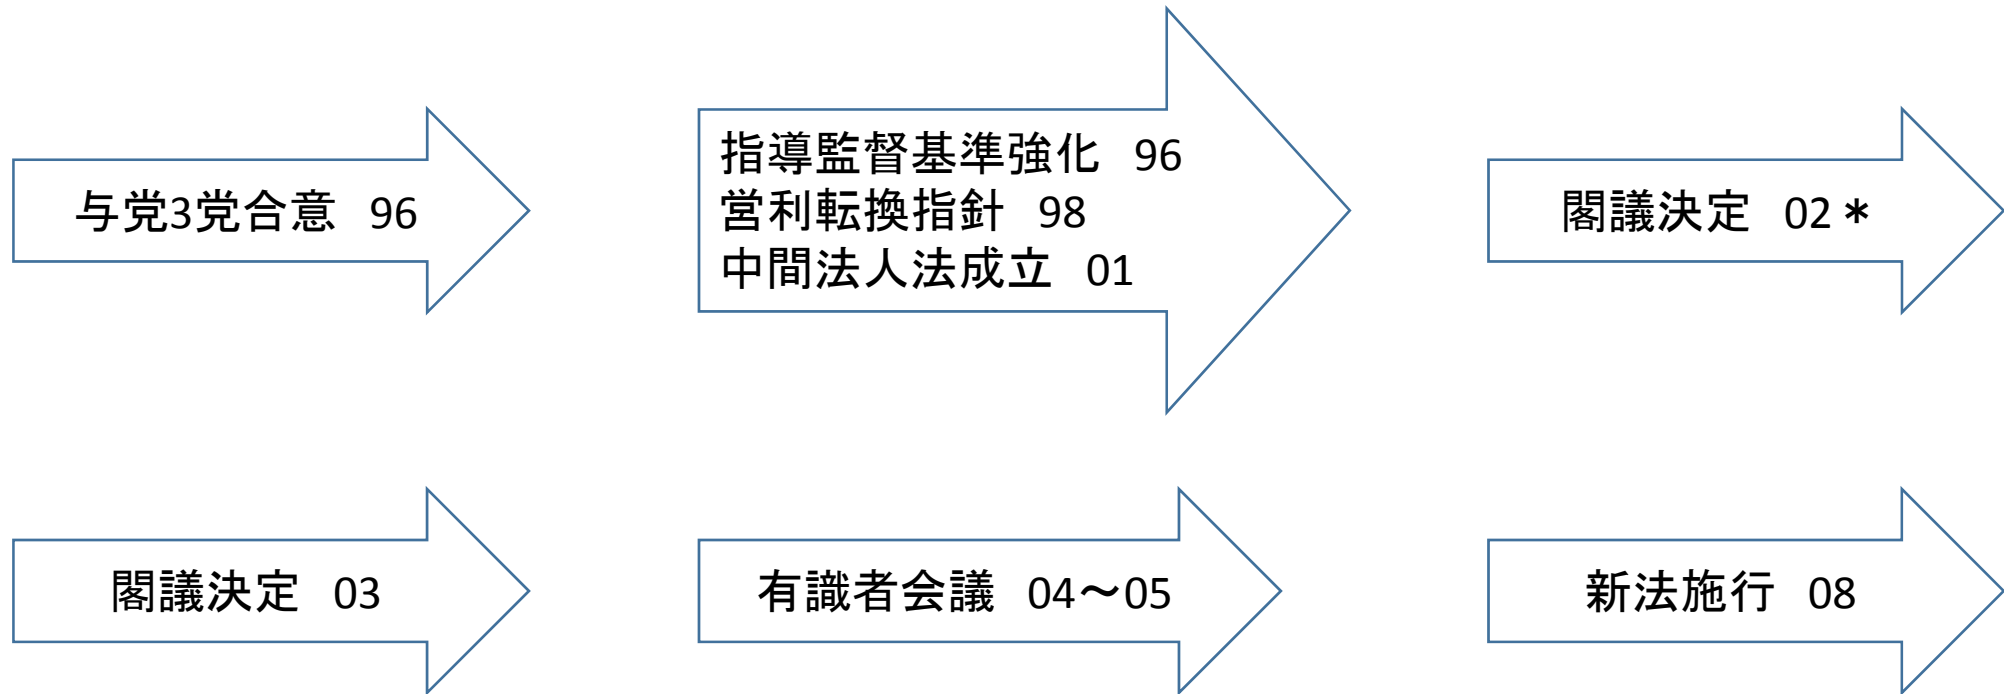 与党3党合意 96
指導監督基準強化 96
営利転換指針 98
中間法人法成立 01
閣議決定 02*
閣議決定 03
有識者会議 04～05
新法施行 08